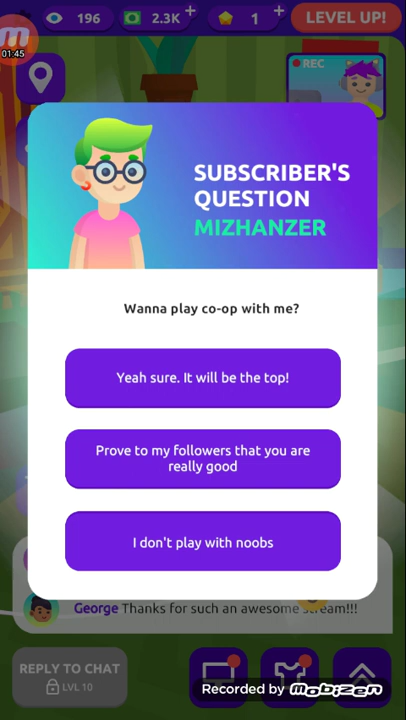 196
2.3K
1
LEVEL UP!
01:45
REC
SUBSCRIBER'S
QUESTION
MIZHANZER
Wanna play co-op with me?
Yeah sure. It will be the top!
Prove to my followers that you are
really good
I don't play with noobs
George Thanks for such an awesome stream!!!
REPLY TO CHAT
LVL 10
Recorded by mobizen